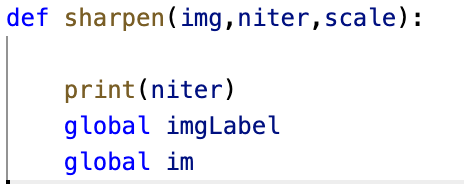 def sharpen(img,niter,scale):
    print(niter)
    global imgLabel
    global im